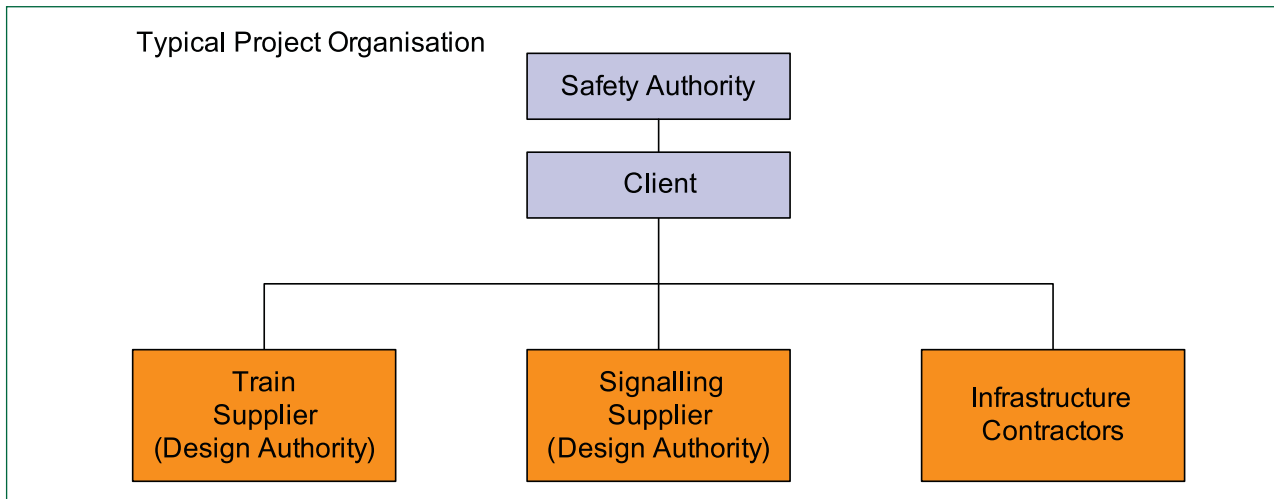 Typical Project Organisation
Safety Authority
Client
Train
Supplier
(Design Authority)
Signalling
Supplier
(Design Authority)
Infrastructure
Contractors